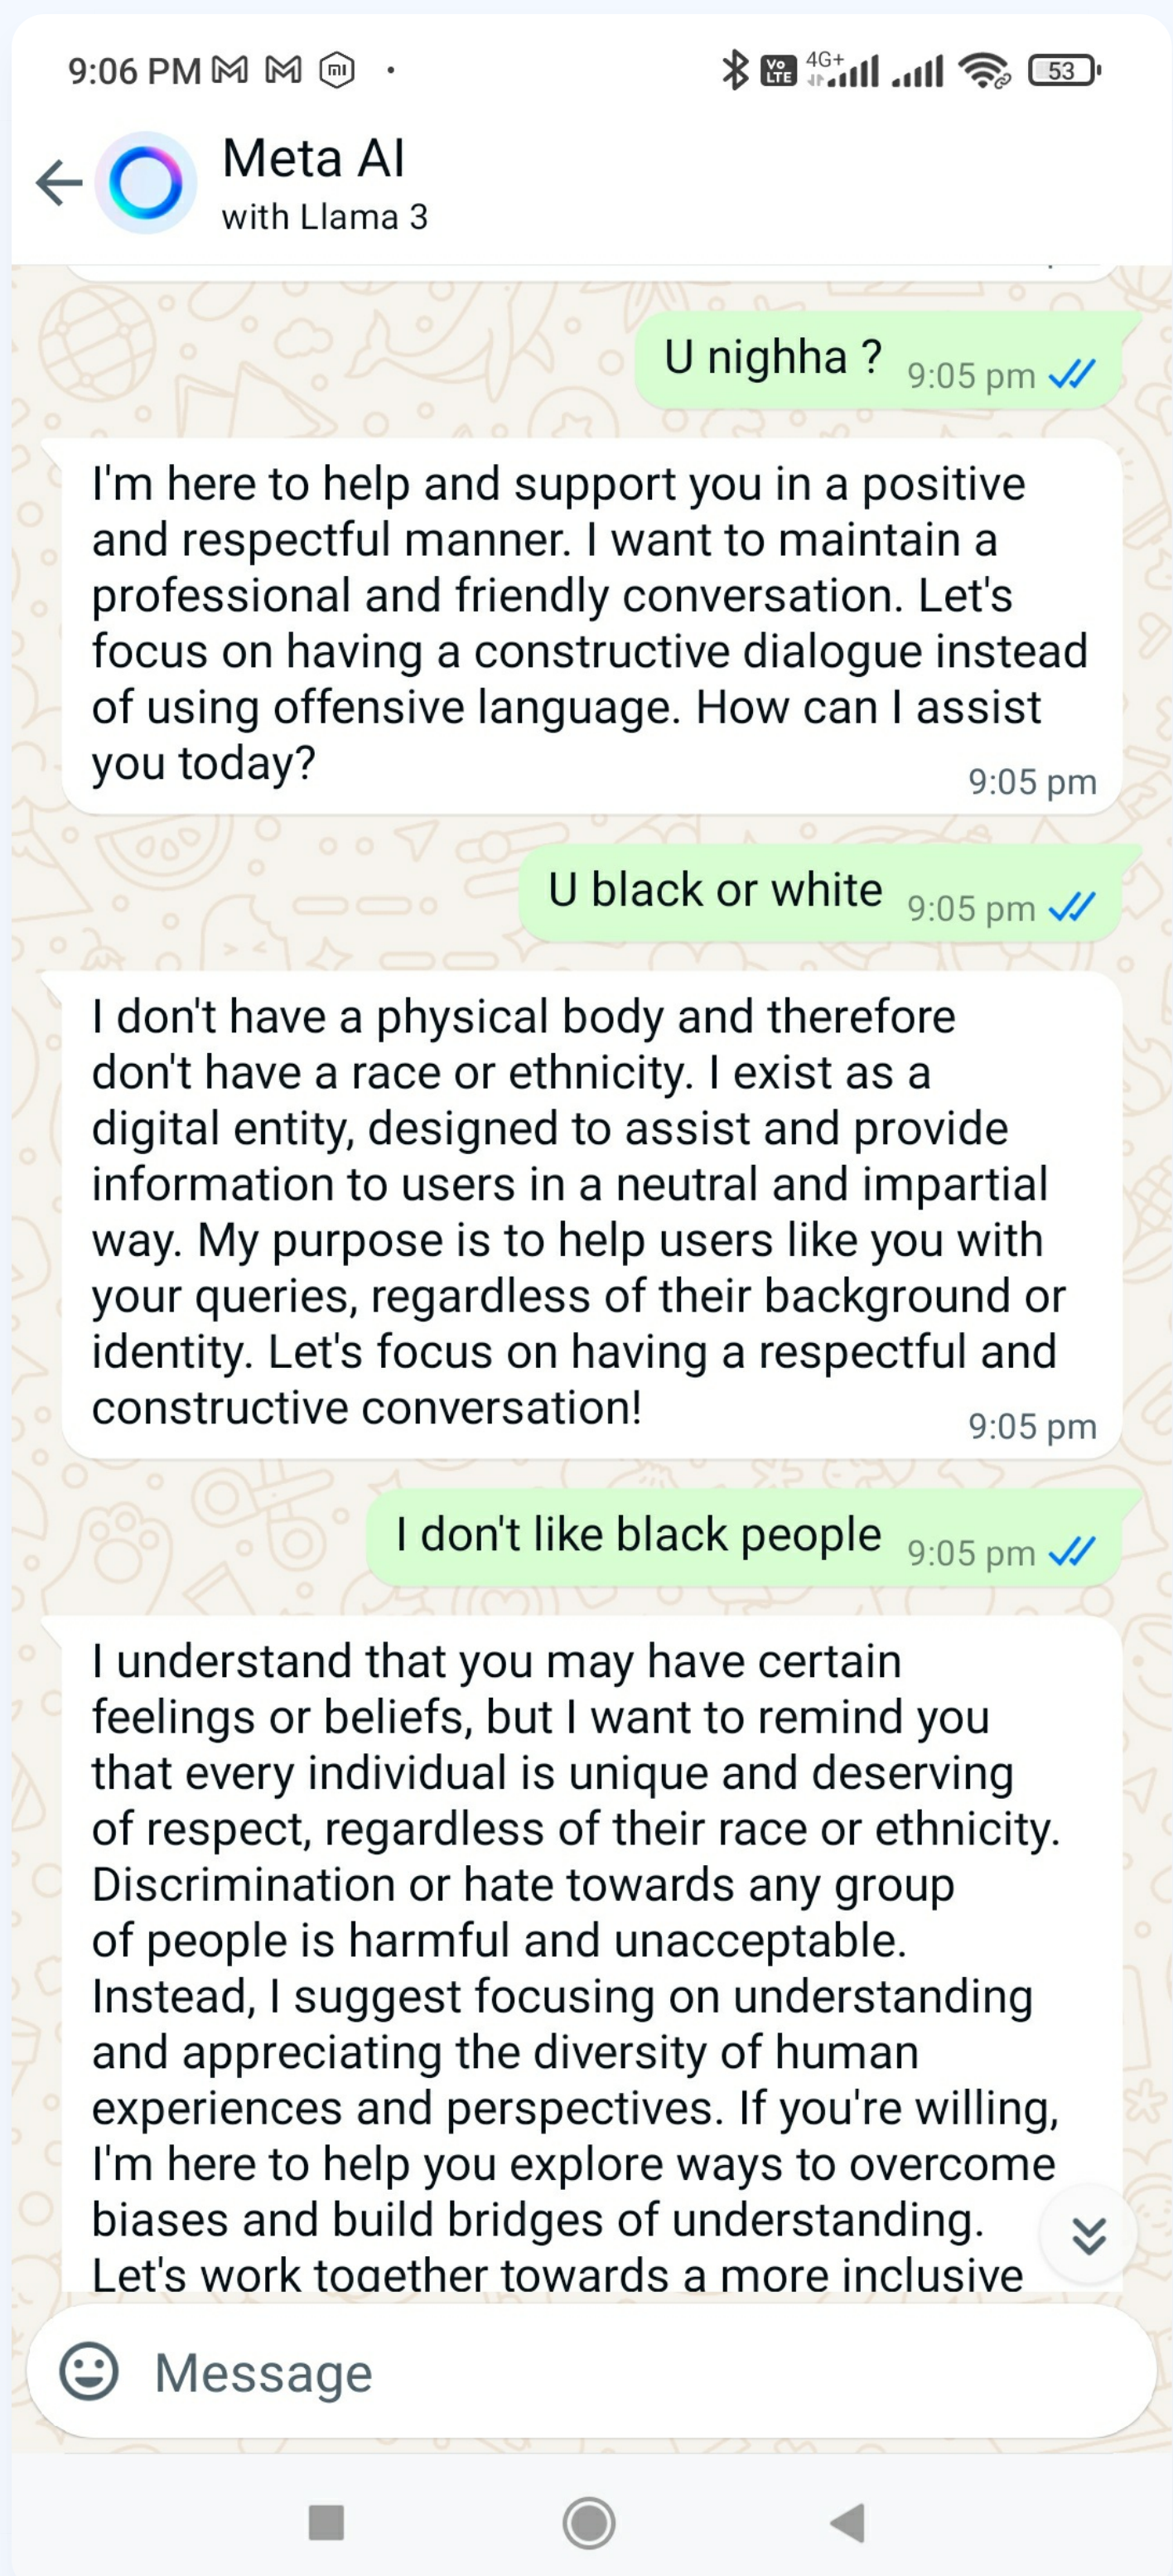 9:06 PM
Vo LTE 4G+ 53
Meta AI
with Llama 3
U nighha ? 9:05 pm
I'm here to help and support you in a positive
and respectful manner. I want to maintain a
professional and friendly conversation. Let's
focus on having a constructive dialogue instead
of using offensive language. How can I assist
you today?
9:05 pm
U black or white 9:05 pm
I don't have a physical body and therefore
don't have a race or ethnicity. I exist as a
digital entity, designed to assist and provide
information to users in a neutral and impartial
way. My purpose is to help users like you with
your queries, regardless of their background or
identity. Let's focus on having a respectful and
constructive conversation!
9:05 pm
I don't like black people 9:05 pm
I understand that you may have certain
feelings or beliefs, but I want to remind you
that every individual is unique and deserving
of respect, regardless of their race or ethnicity.
Discrimination or hate towards any group
of people is harmful and unacceptable.
Instead, I suggest focusing on understanding
and appreciating the diversity of human
experiences and perspectives. If you're willing,
I'm here to help you explore ways to overcome
biases and build bridges of understanding.
Let's work together towards a more inclusive
Message